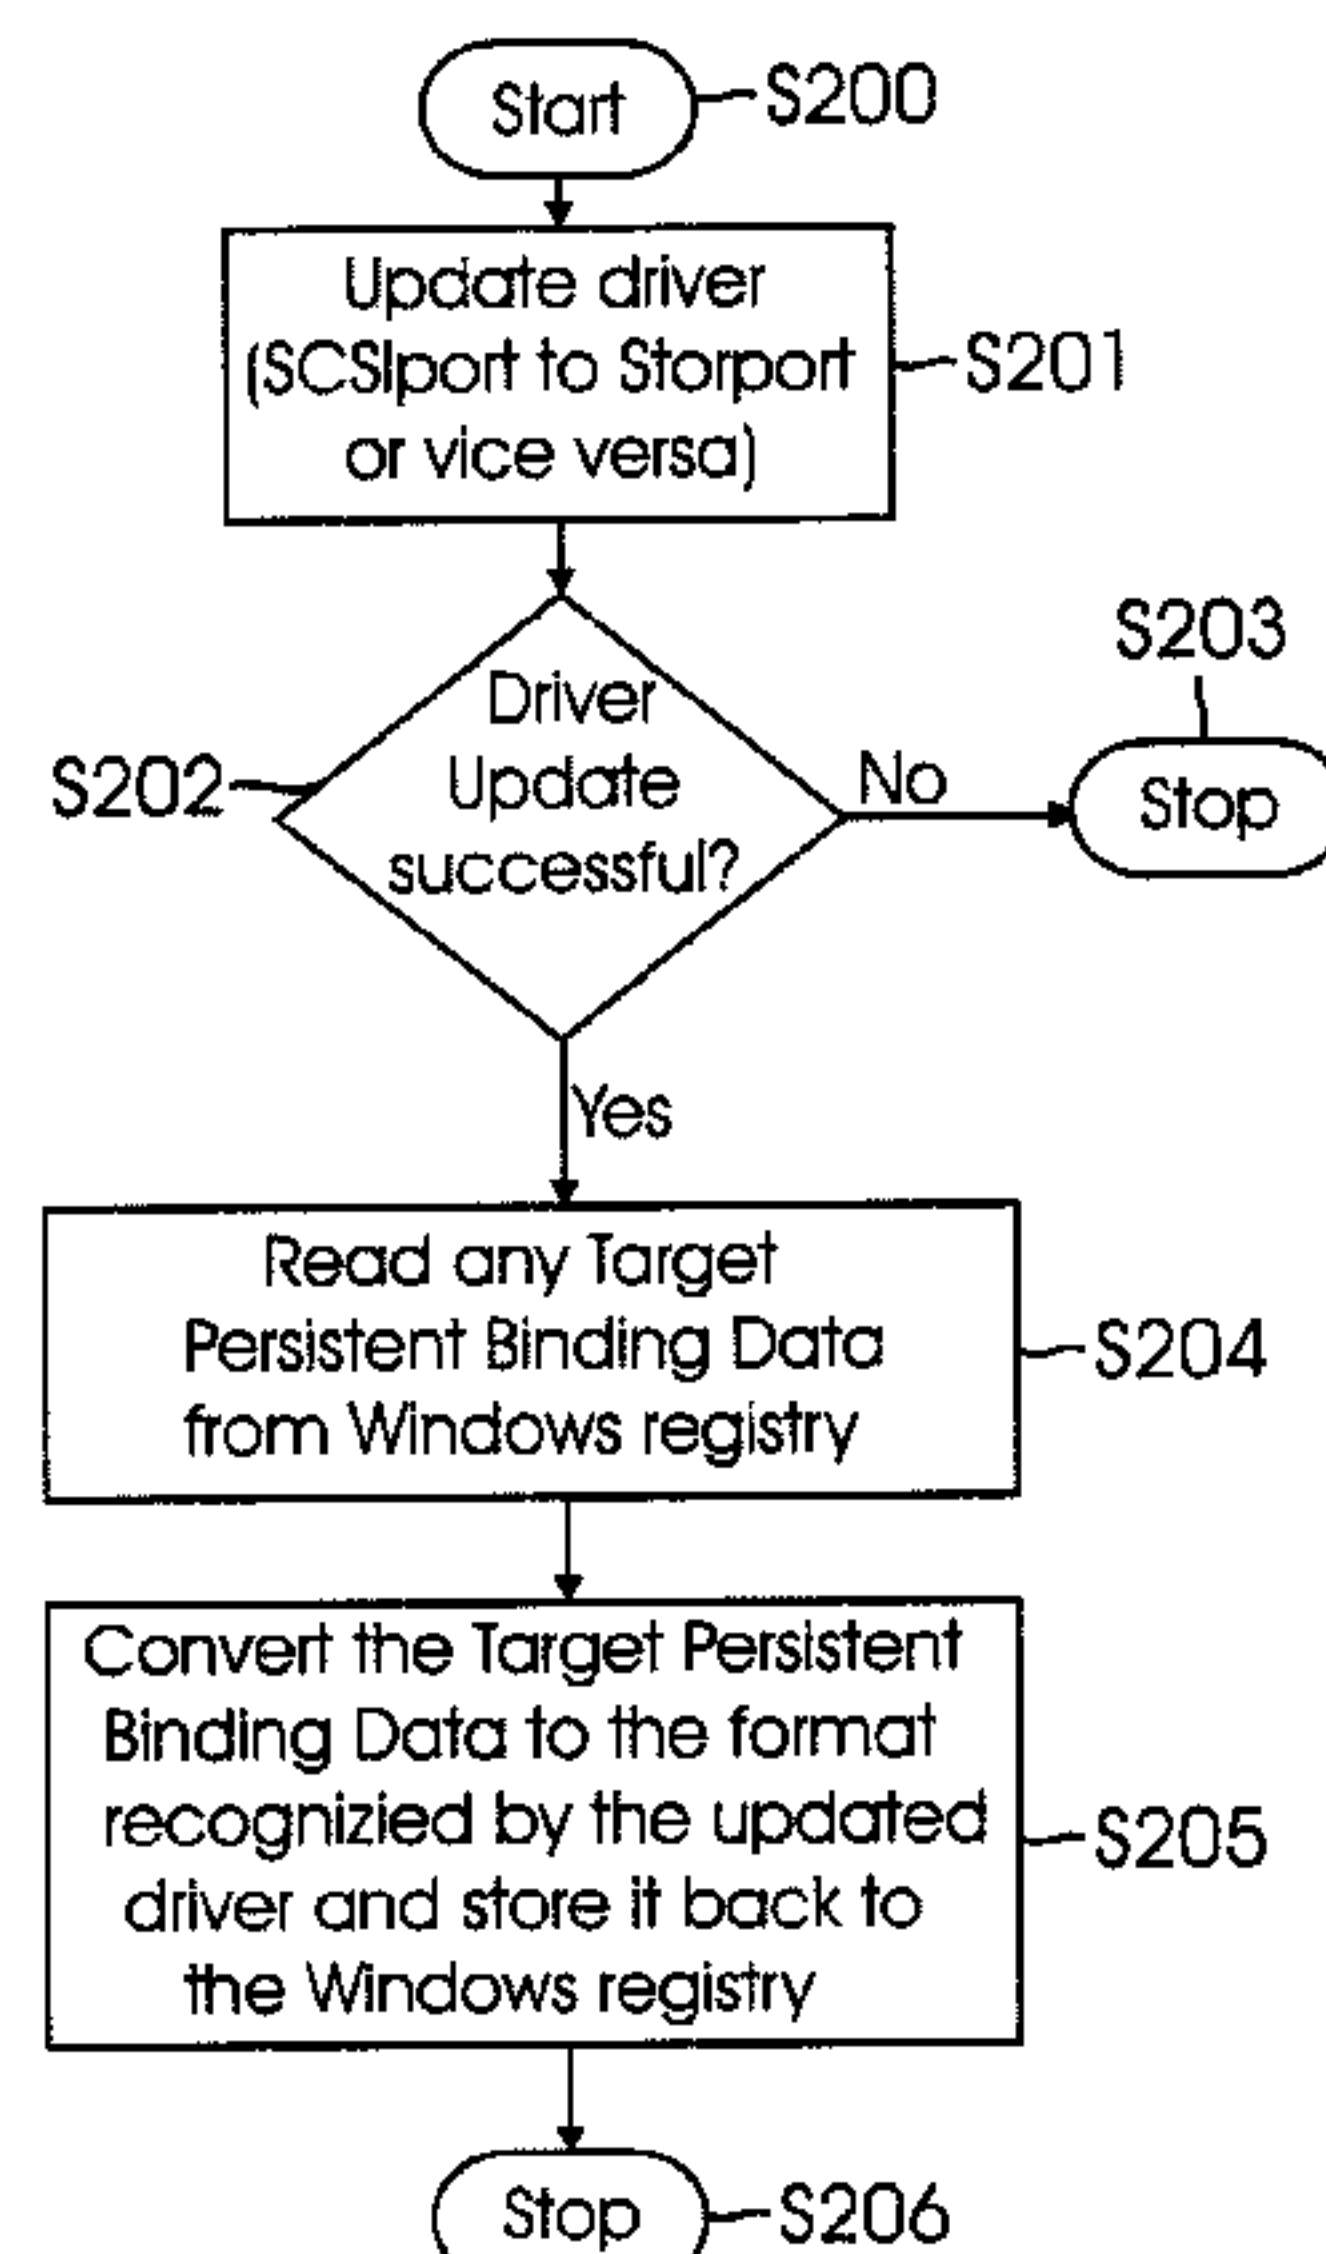 Start
S200
Update driver
(SCSIport to Storport
or vice versa)
S201
S203
Driver
Update
successful?
S202
No
Stop
Yes
Read any Target
Persistent Binding Data
from Windows registry
S204
Convert the Target Persistent
Binding Data to the format
recognizied by the updated
driver and store it back to
the Windows registry
S205
Stop
S206